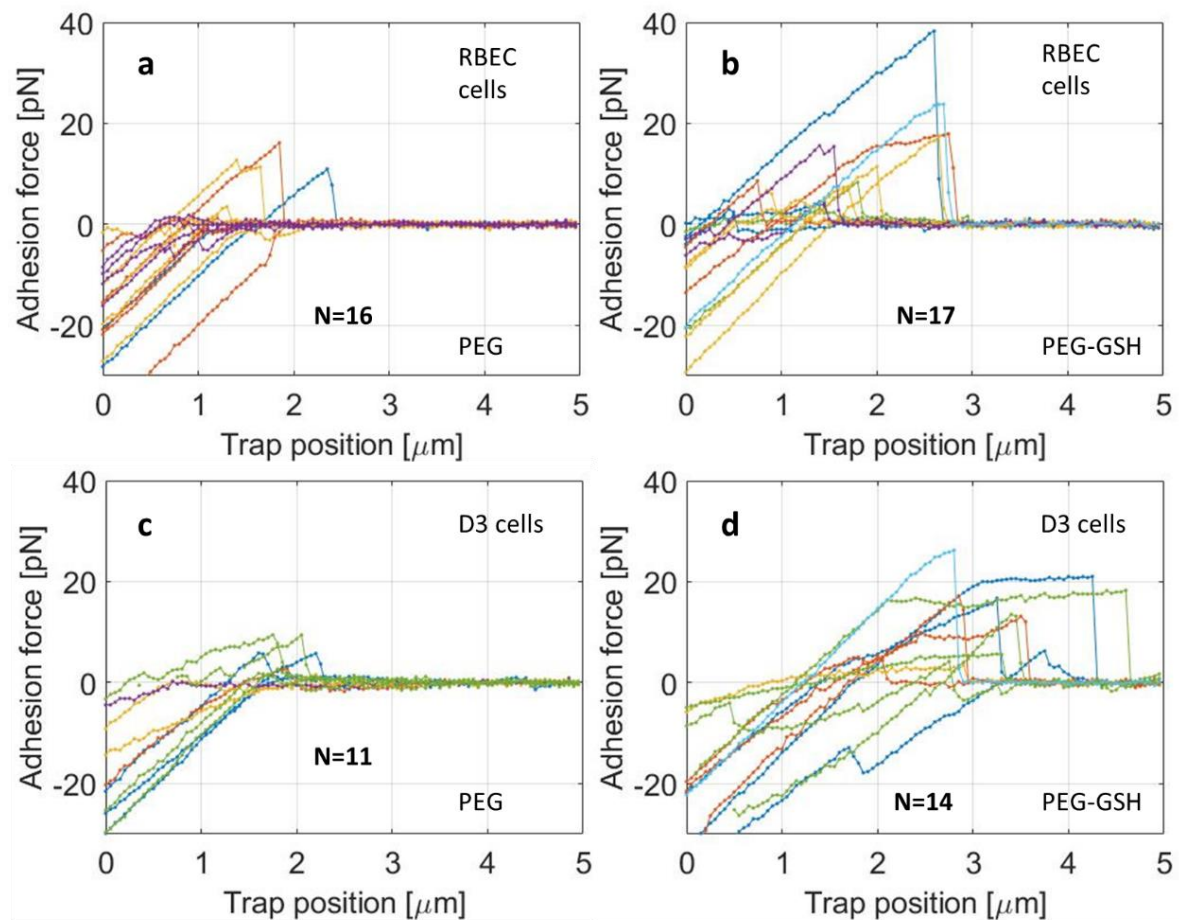 a
RBEC
cells
N=16
PEG
40
20
0
-20
0 1 2 3 4 5
Adhesion force [pN]
Trap position [μm]
b
RBEC
cells
N=17
PEG-GSH
40
20
0
-20
0 1 2 3 4 5
Adhesion force [pN]
Trap position [μm]
c
D3 cells
N=11
PEG
40
20
0
-20
0 1 2 3 4 5
Adhesion force [pN]
Trap position [μm]
d
D3 cells
N=14
PEG-GSH
40
20
0
-20
0 1 2 3 4 5
Adhesion force [pN]
Trap position [μm]